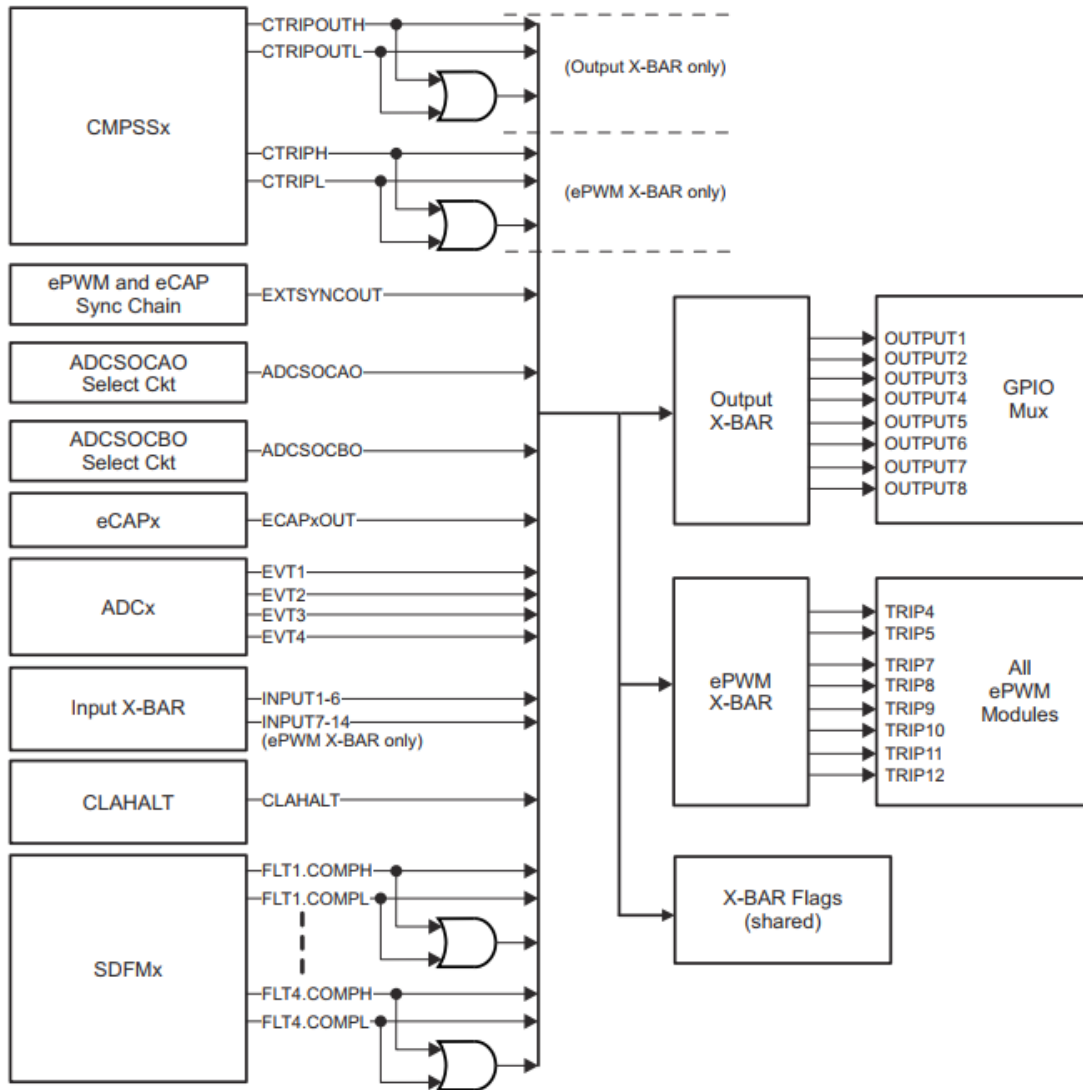 CMPSSx
CTRIPOUTH
CTRIPOUTL
(Output X-BAR only)
CTRIPH
CTRIPL
(ePWM X-BAR only)
ePWM and eCAP
Sync Chain
EXTSYNCOUT
ADCSOCAO
Select Ckt
ADCSOCAO
ADCSOCBO
Select Ckt
ADCSOCBO
eCAPx
ECAPxOUT
ADCx
EVT1
EVT2
EVT3
EVT4
Input X-BAR
INPUT1-6
INPUT7-14
(ePWM X-BAR only)
CLAHALT
CLAHALT
SDFMx
FLT1.COMPH
FLT1.COMPL
FLT4.COMPH
FLT4.COMPL
Output
X-BAR
OUTPUT1
OUTPUT2
OUTPUT3
OUTPUT4
OUTPUT5
OUTPUT6
OUTPUT7
OUTPUT8
GPIO
Mux
ePWM
X-BAR
TRIP4
TRIP5
TRIP7
TRIP8
TRIP9
TRIP10
TRIP11
TRIP12
All
ePWM
Modules
X-BAR Flags
(shared)